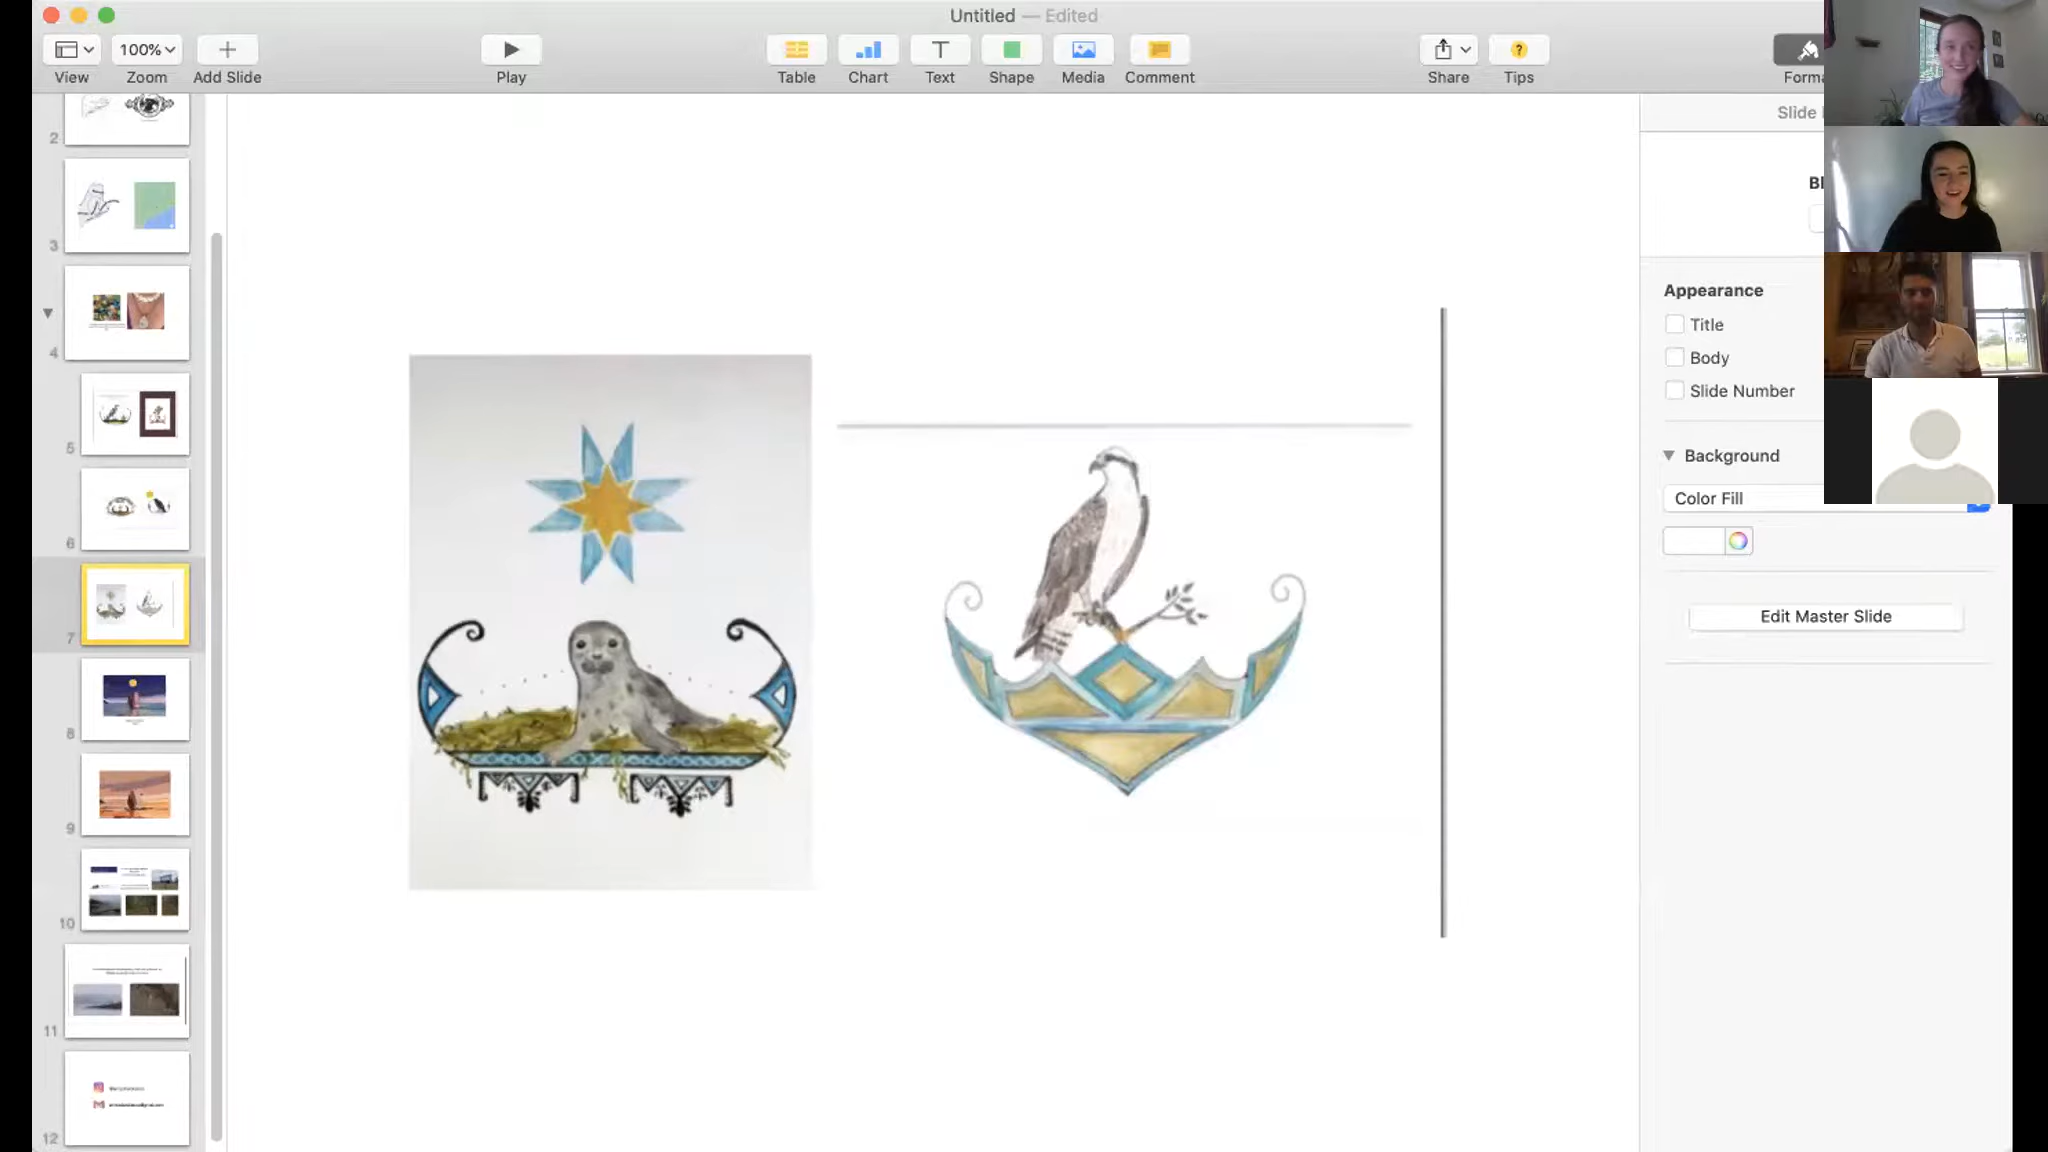 Untitled — Edited
100%
View
Zoom
Add Slide
Play
Table
Chart
Text
Shape
Media
Comment
Share
Tips
Slide
Appearance
Title
Body
Slide Number
Background
Color Fill
Edit Master Slide
2
3
4
5
6
7
8
9
10
11
12